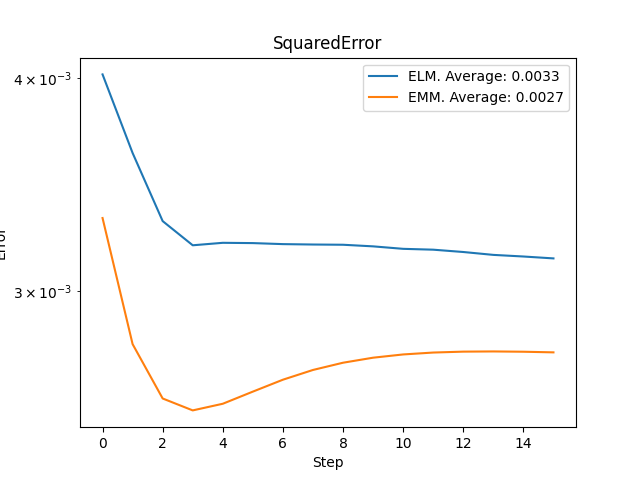 SquaredError
ELM. Average: 0.0033
EMM. Average: 0.0027
4 × 10⁻³
3 × 10⁻³
Error
0 2 4 6 8 10 12 14
Step